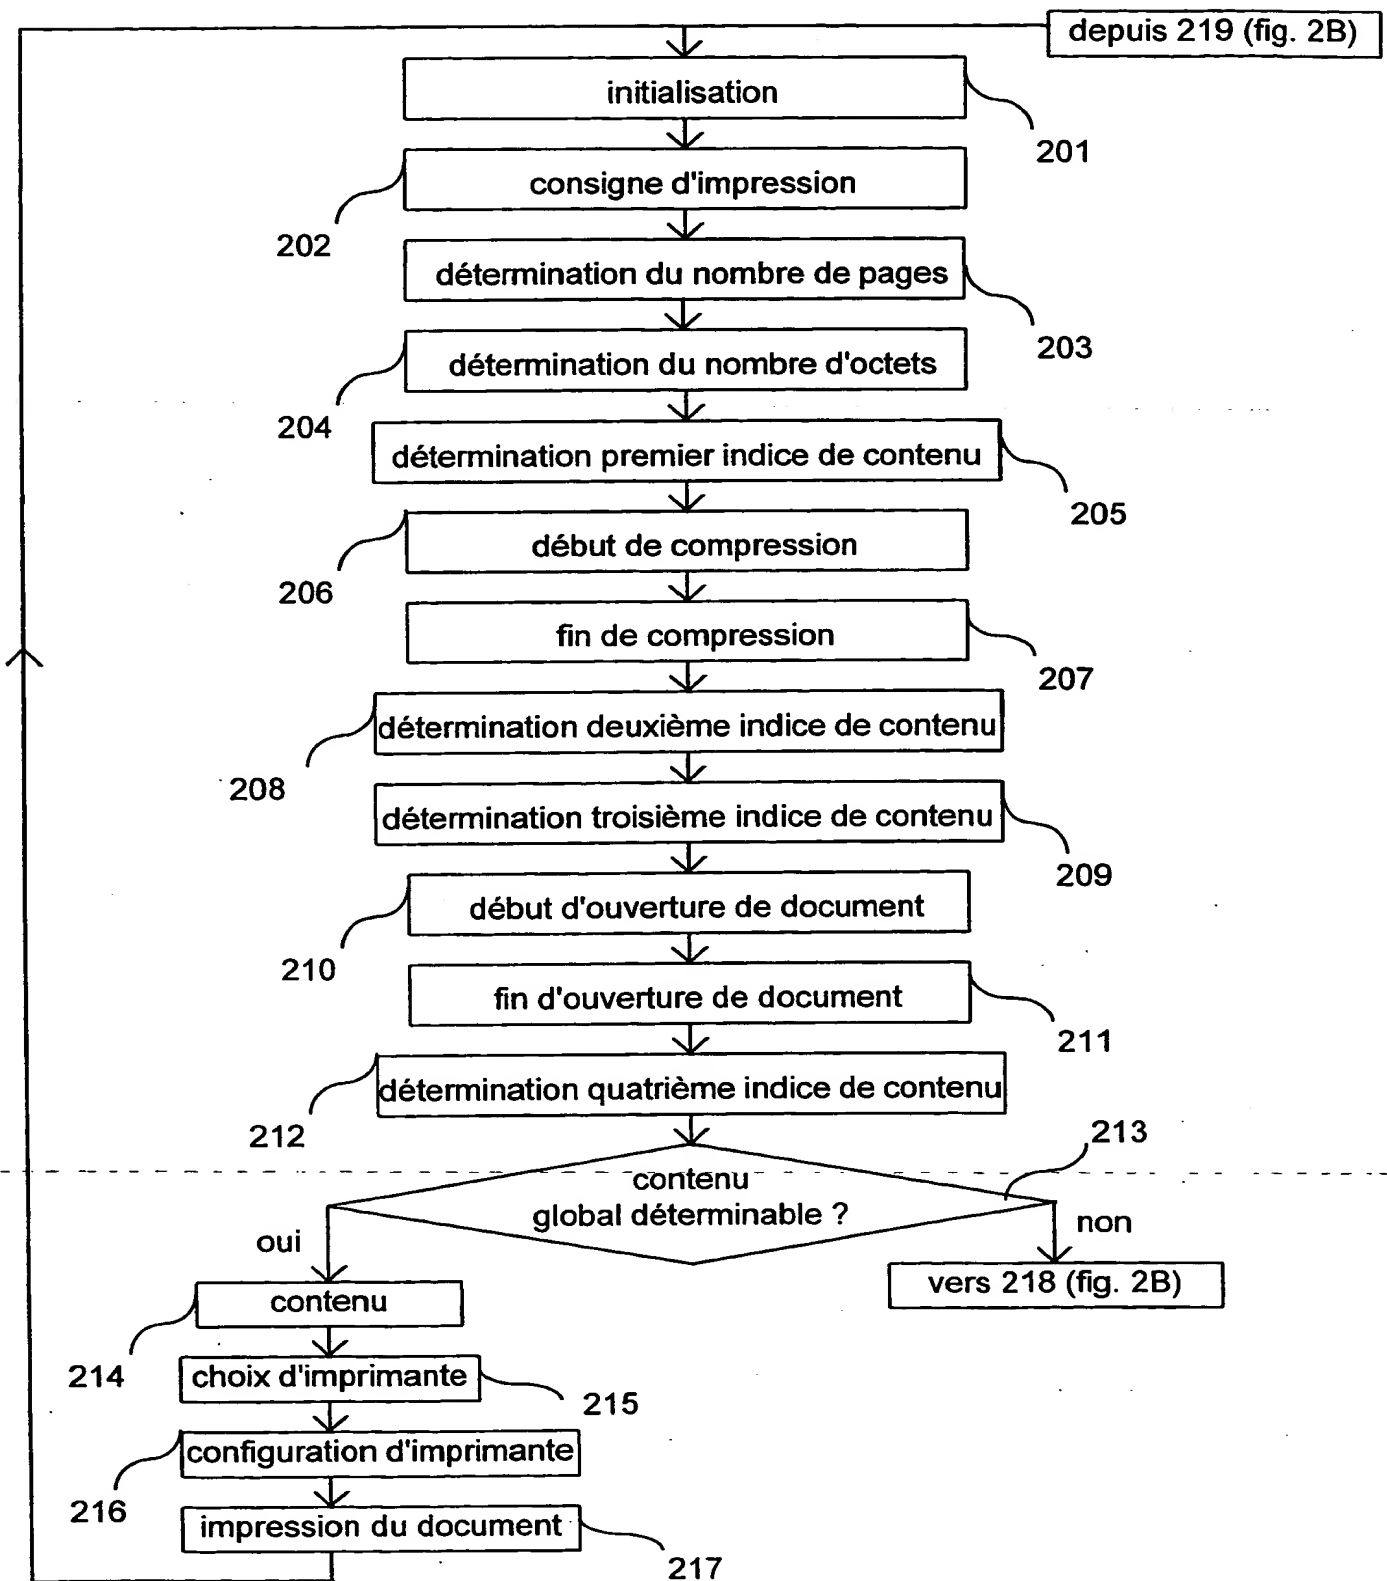 depuis 219 (fig. 2B)
initialisation
201
consigne d'impression
202
détermination du nombre de pages
203
détermination du nombre d'octets
204
détermination premier indice de contenu
205
début de compression
206
fin de compression
207
détermination deuxième indice de contenu
208
détermination troisième indice de contenu
209
début d'ouverture de document
210
fin d'ouverture de document
211
détermination quatrième indice de contenu
212
213
contenu
global déterminable ?
oui
non
contenu
vers 218 (fig. 2B)
214
choix d'imprimante
215
configuration d'imprimante
216
impression du document
217